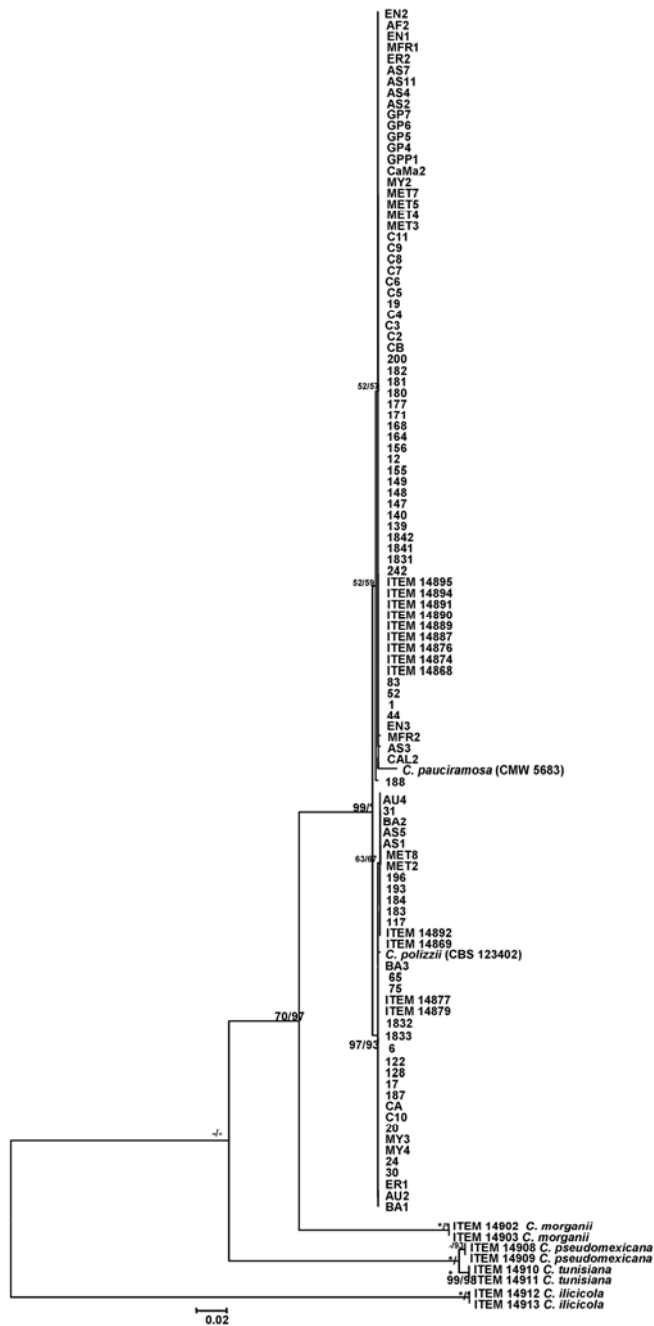 EN2
AF2
EN1
MFR1
ER2
AS7
AS11
AS4
AS2
GP7
GP6
GP5
GP4
GPP1
CaMa2
MY2
MET7
MET5
MET4
MET3
C11
C9
C8
C7
C6
C5
19
C4
C3
C2
CB
200
182
181
52/57
180
177
171
168
164
156
12
155
149
148
147
140
139
1842
1841
1831
242
52/59
ITEM 14895
ITEM 14894
ITEM 14891
ITEM 14890
ITEM 14889
ITEM 14887
ITEM 14876
ITEM 14874
ITEM 14868
83
52
1
44
EN3
MFR2
AS3
CAL2
C. pauciramosa (CMW 5683)
188
AU4
99/*
31
BA2
AS5
AS1
63/67
MET8
MET2
196
193
184
183
117
ITEM 14892
ITEM 14869
C. polizzii (CBS 123402)
BA3
65
75
ITEM 14877
ITEM 14879
70/97
1832
1833
97/93
6
122
128
17
187
CA
C10
20
-/-
MY3
MY4
24
30
ER1
AU2
BA1
*/* ITEM 14902 C. morganii
ITEM 14903 C. morganii
-/93 ITEM 14908 C. pseudomexicana
*/ ITEM 14909 C. pseudomexicana
* ITEM 14910 C. tunisiana
99/98 TEM 14911 C. tunisiana
*/* ITEM 14912 C. ilicicola
ITEM 14913 C. ilicicola
0.02